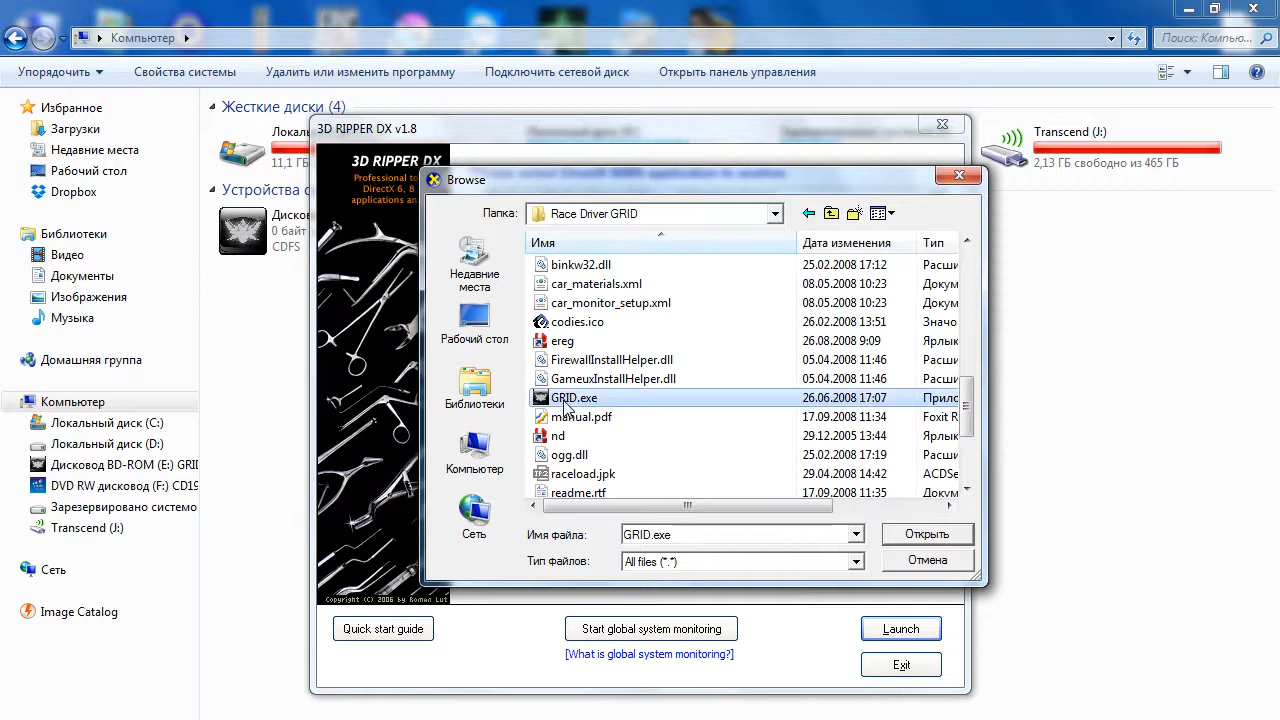 Компьютер
Поиск: Компью...
Упорядочить
Свойства системы
Удалить или изменить программу
Подключить сетевой диск
Открыть панель управления
Избранное
Загрузки
Недавние места
Рабочий стол
Dropbox
Библиотеки
Видео
Документы
Изображения
Музыка
Домашняя группа
Компьютер
Локальный диск (C:)
Локальный диск (D:)
Дисковод BD-ROM (E:) GRI
DVD RW дисковод (F:) CD19
Зарезервировано системо
Transcend (J:)
Сеть
Image Catalog
Жесткие диски (4)
Локаль
11,1 Г
Устройства с
Дисков
0 байт
CDFS
Transcend (J:)
2,13 ГБ свободно из 465 ГБ
3D RIPPER DX v1.8
3D RIPPER DX
Professional to
DirectX 6, 8
applications an
Copyright (C) 2006 by Roman Lut
Browse
Папка:
Race Driver GRID
Недавние места
Рабочий стол
Библиотеки
Компьютер
Сеть
Имя Дата изменения Тип
binkw32.dll 25.02.2008 17:12 Расши
car_materials.xml 08.05.2008 10:23 Докум
car_monitor_setup.xml 08.05.2008 10:23 Докум
codies.ico 26.02.2008 13:51 Значо
ereg 26.08.2008 9:09 Ярлык
FirewallInstallHelper.dll 05.04.2008 11:46 Расши
GameuxInstallHelper.dll 05.04.2008 11:46 Расши
GRID.exe 26.06.2008 17:07 Прило
manual.pdf 17.09.2008 11:34 Foxit R
nd 29.12.2005 13:44 Ярлык
ogg.dll 25.02.2008 17:19 Расши
raceload.jpk 29.04.2008 14:42 ACDSe
readme.rtf 17.09.2008 11:35 Докум
Имя файла: GRID.exe Открыть
Тип файлов: All files (*.*) Отмена
Quick start guide
Start global system monitoring
[What is global system monitoring?]
Launch
Exit